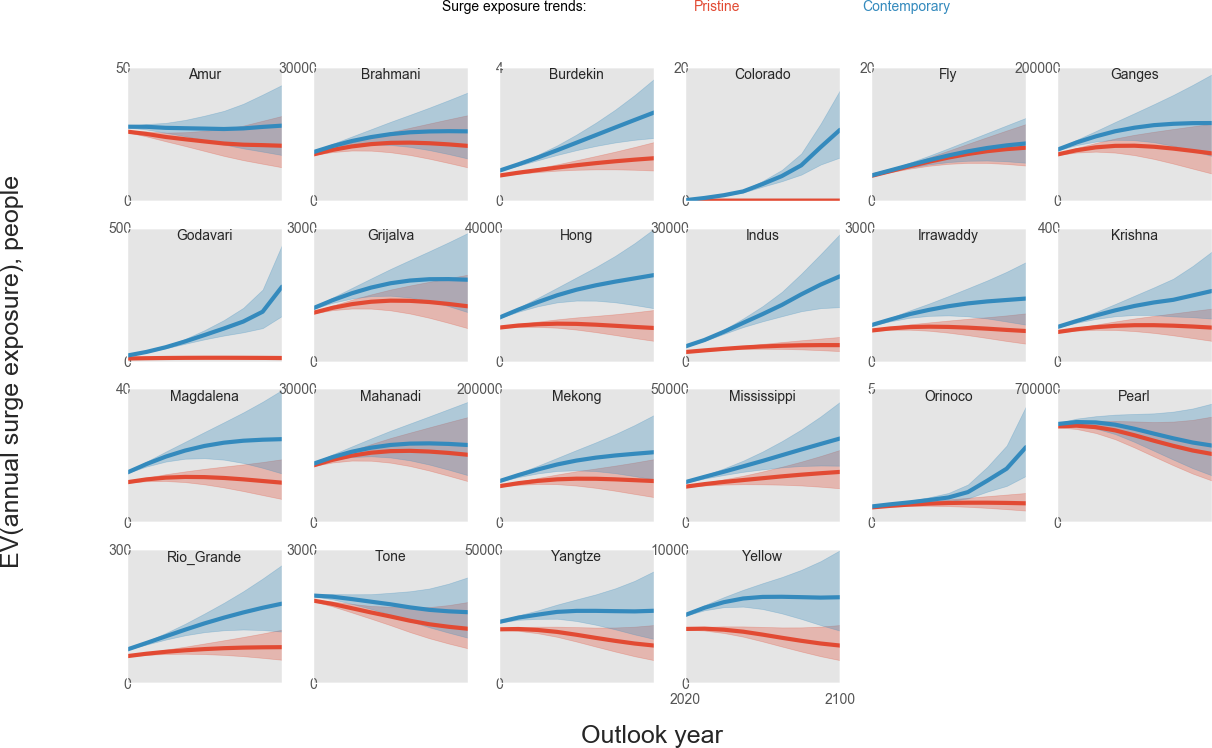 Surge exposure trends: Pristine Contemporary
50 30000 4 20 20 200000
Amur Brahmani Burdekin Colorado Fly Ganges
0 0 0 0 0 0
500 3000 40000 30000 3000 400
Godavari Grijalva Hong Indus Irrawaddy Krishna
0 0 0 0 0 0
40 30000 200000 50000 5 700000
Magdalena Mahanadi Mekong Mississippi Orinoco Pearl
0 0 0 0 0 0
300 3000 50000 10000
Rio_Grande Tone Yangtze Yellow
0 0 0 0
2020 2100
Outlook year
EV(annual surge exposure), people